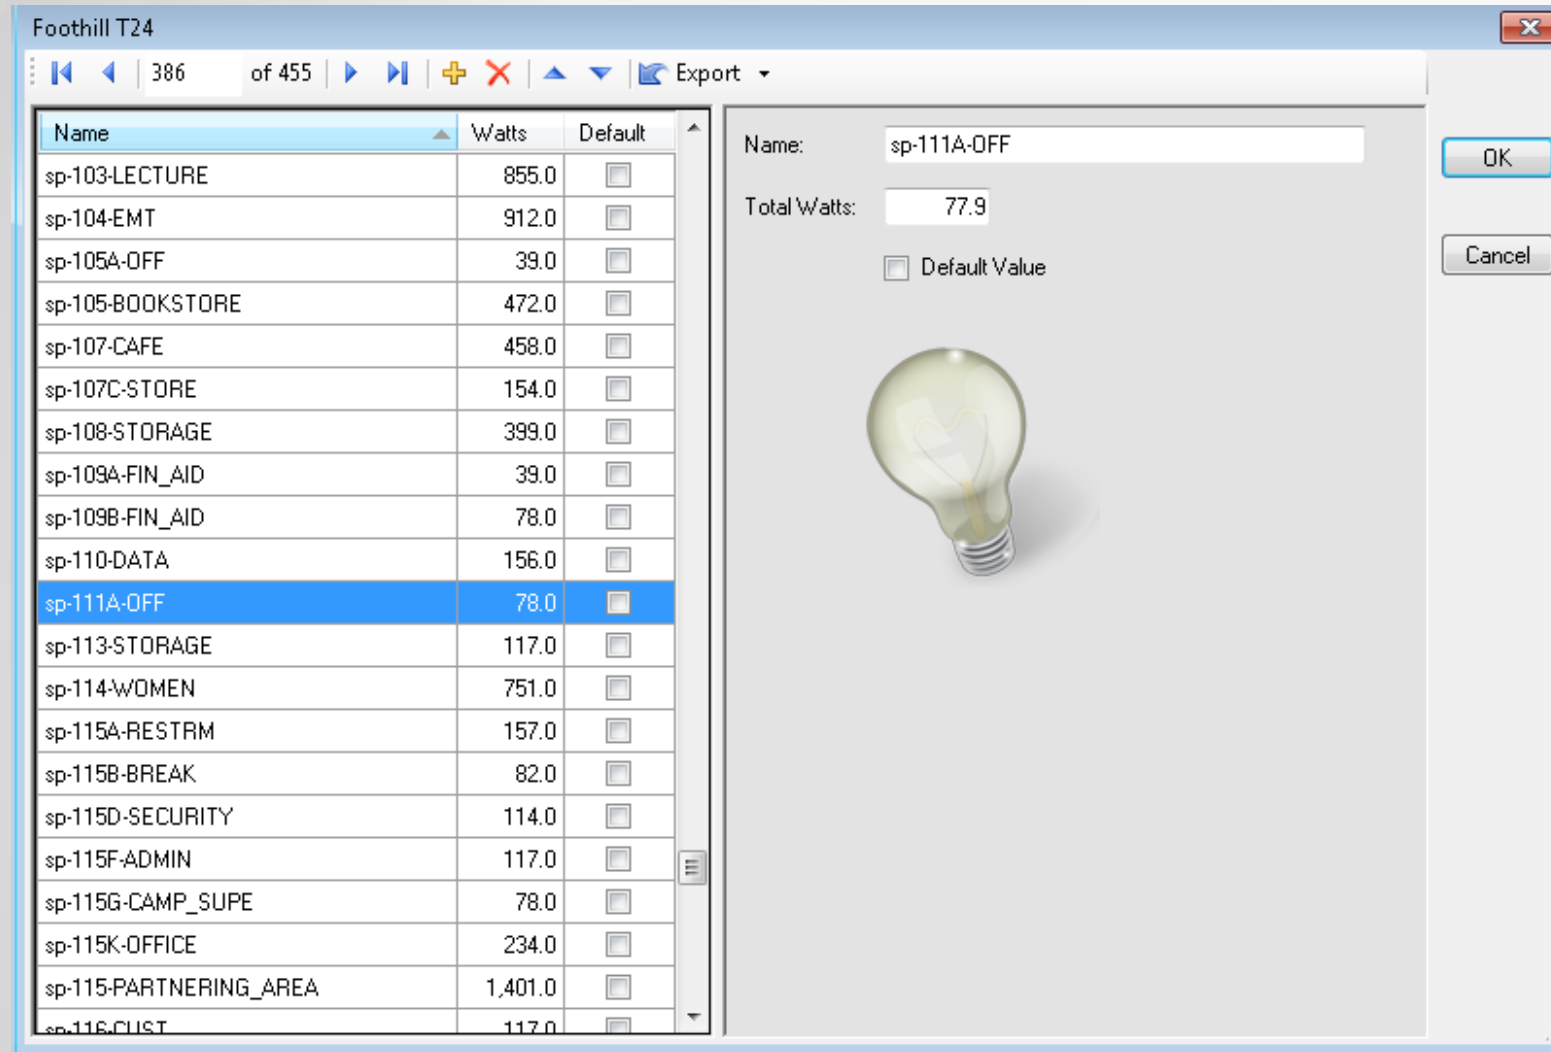 Foothill T24
386 of 455 Export
Name Watts Default
sp-103-LECTURE 855.0
sp-104-EMT 912.0
sp-105A-OFF 39.0
sp-105-BOOKSTORE 472.0
sp-107-CAFE 458.0
sp-107C-STORE 154.0
sp-108-STORAGE 399.0
sp-109A-FIN_AID 39.0
sp-109B-FIN_AID 78.0
sp-110-DATA 156.0
sp-111A-OFF 78.0
sp-113-STORAGE 117.0
sp-114-WOMEN 751.0
sp-115A-RESTRM 157.0
sp-115B-BREAK 82.0
sp-115D-SECURITY 114.0
sp-115F-ADMIN 117.0
sp-115G-CAMP_SUPE 78.0
sp-115K-OFFICE 234.0
sp-115-PARTNERING_AREA 1,401.0
sp-116-CUST 117.0
Name: sp-111A-OFF
Total Watts: 77.9
Default Value
OK
Cancel